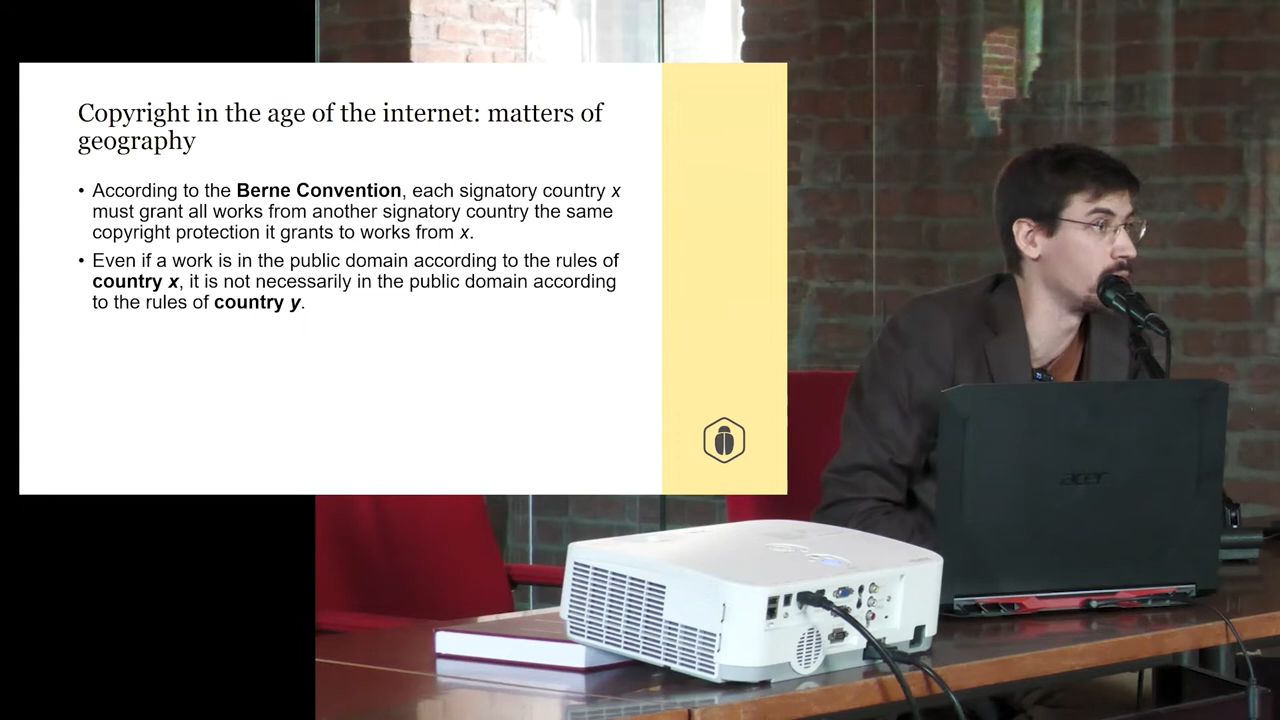 Copyright in the age of the internet: matters of
geography
• According to the Berne Convention, each signatory country x
must grant all works from another signatory country the same
copyright protection it grants to works from x.
• Even if a work is in the public domain according to the rules of
country x, it is not necessarily in the public domain according
to the rules of country y.
acer